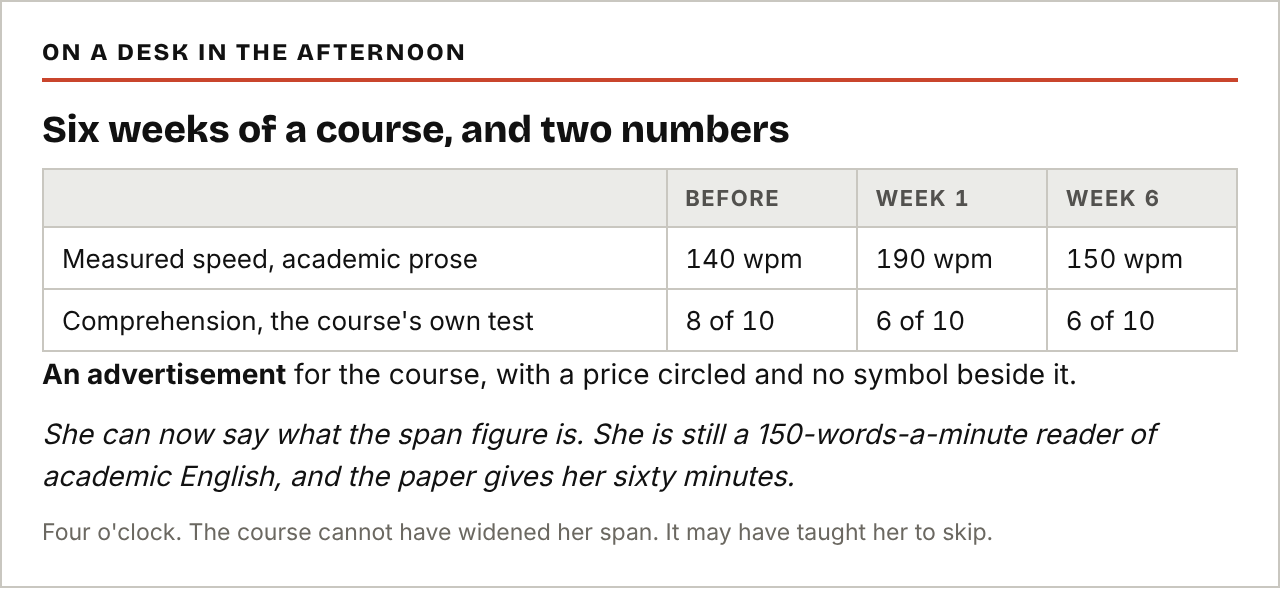 ON A DESK IN THE AFTERNOON
Six weeks of a course, and two numbers
BEFORE WEEK 1 WEEK 6
Measured speed, academic prose 140 wpm 190 wpm 150 wpm
Comprehension, the course's own test 8 of 10 6 of 10 6 of 10
An advertisement for the course, with a price circled and no symbol beside it.
She can now say what the span figure is. She is still a 150-words-a-minute reader of
academic English, and the paper gives her sixty minutes.
Four o'clock. The course cannot have widened her span. It may have taught her to skip.